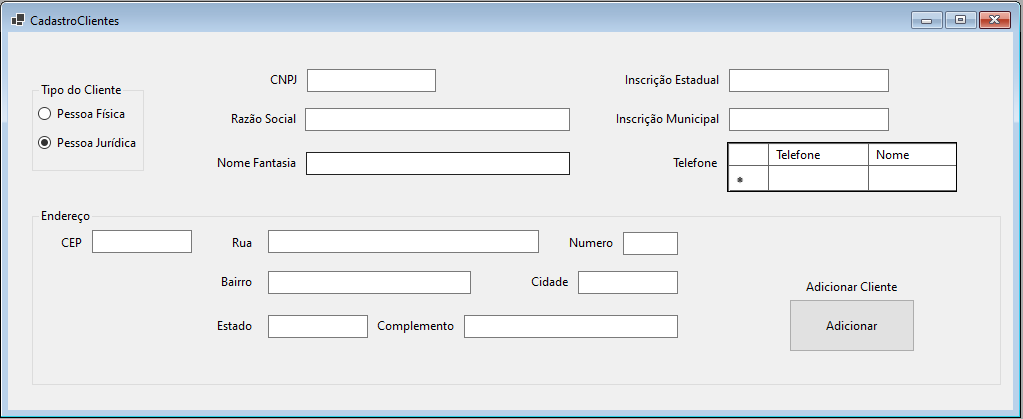 CadastroClientes
CNPJ
Inscrição Estadual
Tipo do Cliente
Pessoa Física
Razão Social
Inscrição Municipal
Pessoa Jurídica
Nome Fantasia
Telefone
Telefone Nome
*
Endereço
CEP
Rua
Numero
Bairro
Cidade
Adicionar Cliente
Estado
Complemento
Adicionar